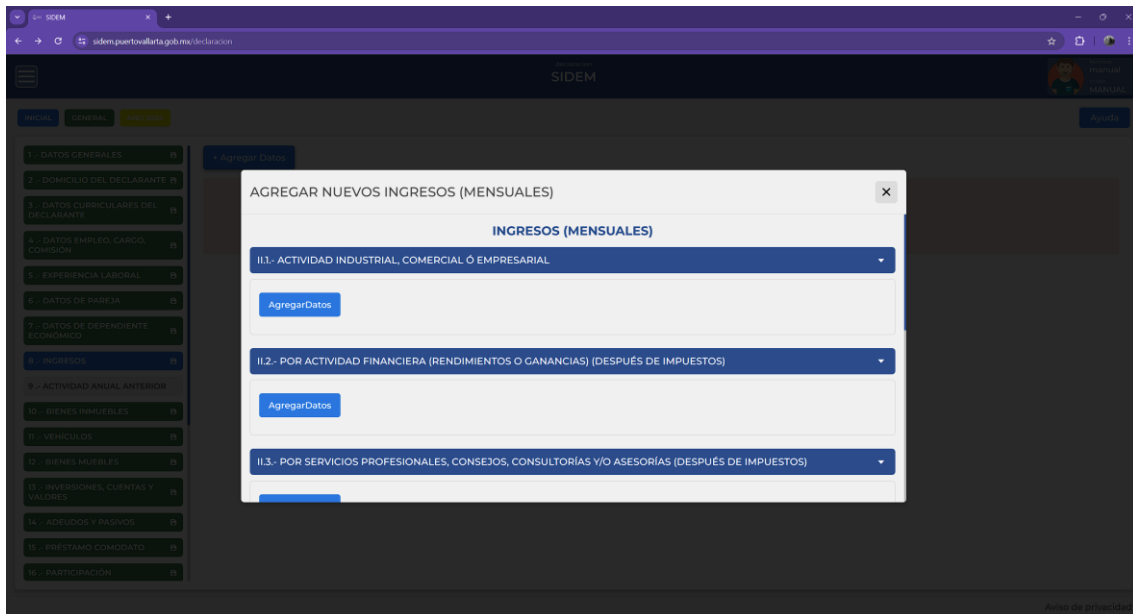 SIDEM
sidem.puertovallarta.gob.mx/declaracion
SIDEM
manual
MANUAL
INICIAL
GENERAL
Ayuda
1 .- DATOS GENERALES
2 .- DOMICILIO DEL DECLARANTE
3 .- DATOS CURRICULARES DEL
DECLARANTE
4 .- DATOS EMPLEO, CARGO,
COMISIÓN
5 .- EXPERIENCIA LABORAL
6 .- DATOS DE PAREJA
7 .- DATOS DE DEPENDIENTE
ECONÓMICO
8 .- INGRESOS
9 .- ACTIVIDAD ANUAL ANTERIOR
10 .- BIENES INMUEBLES
11 .- VEHÍCULOS
12 .- BIENES MUEBLES
13 .- INVERSIONES, CUENTAS Y
VALORES
14 .- ADEUDOS Y PASIVOS
15 .- PRÉSTAMO COMODATO
16 .- PARTICIPACIÓN
+ Agregar Datos
AGREGAR NUEVOS INGRESOS (MENSUALES)
INGRESOS (MENSUALES)
II.1.- ACTIVIDAD INDUSTRIAL, COMERCIAL Ó EMPRESARIAL
AgregarDatos
II.2.- POR ACTIVIDAD FINANCIERA (RENDIMIENTOS O GANANCIAS) (DESPUÉS DE IMPUESTOS)
AgregarDatos
II.3.- POR SERVICIOS PROFESIONALES, CONSEJOS, CONSULTORÍAS Y/O ASESORÍAS (DESPUÉS DE IMPUESTOS)
Aviso de privacidad